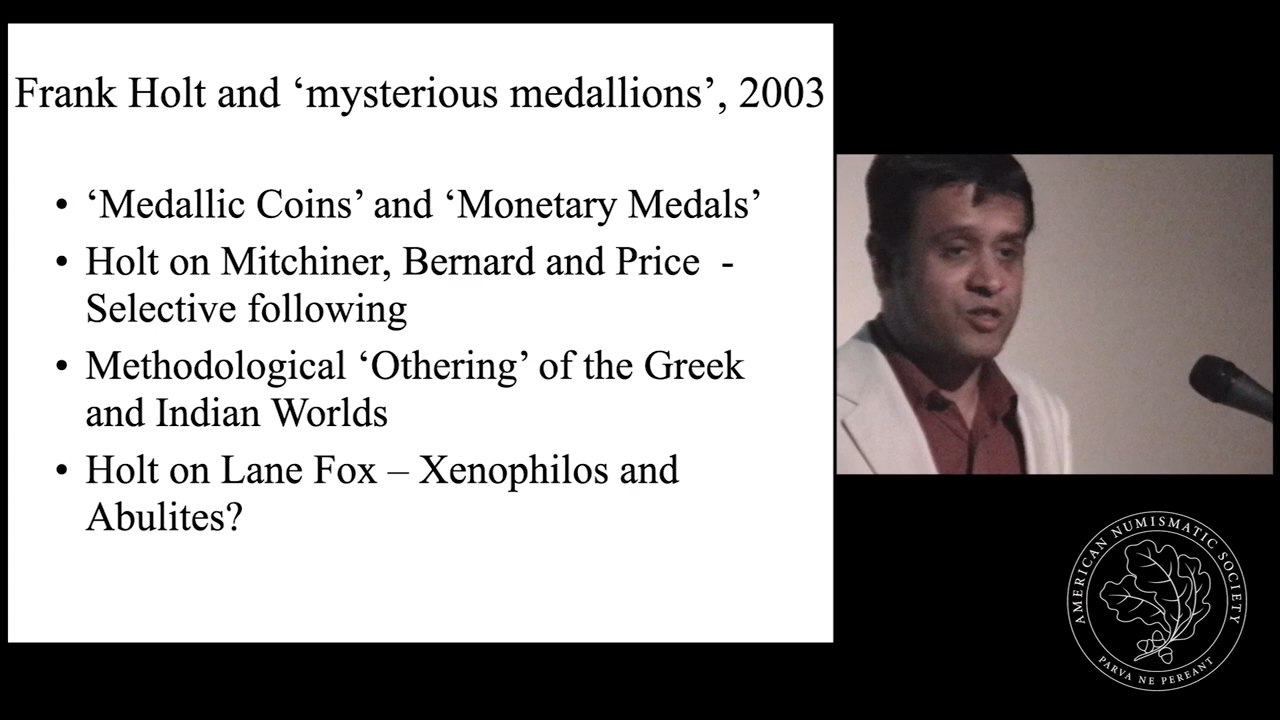 Frank Holt and ‘mysterious medallions’, 2003
• ‘Medallic Coins’ and ‘Monetary Medals’
• Holt on Mitchiner, Bernard and Price -
Selective following
• Methodological ‘Othering’ of the Greek
and Indian Worlds
• Holt on Lane Fox – Xenophilos and
Abulites?
AMERICAN NUMISMATIC SOCIETY
PARVA NE PEREANT